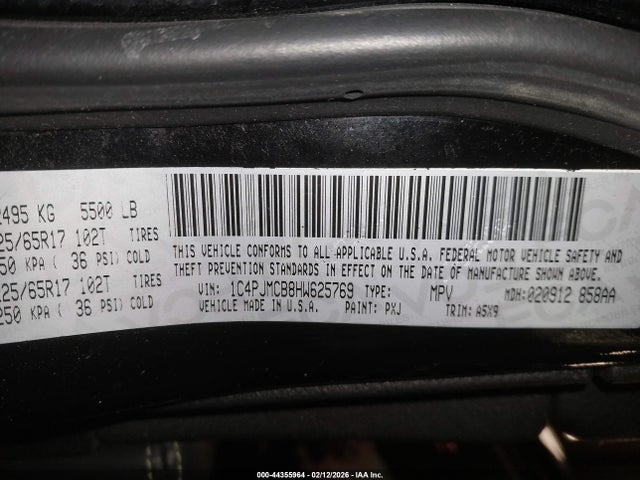 2495 KG 5500 LB
25/65R17 102T TIRES
250 KPA ( 36 PSI) COLD
225/65R17 102T TIRES
250 KPA ( 36 PSI) COLD
THIS VEHICLE CONFORMS TO ALL APPLICABLE U.S.A. FEDERAL MOTOR VEHICLE SAFETY AND
THEFT PREVENTION STANDARDS IN EFFECT ON THE DATE OF MANUFACTURE SHOWN ABOVE.
VIN: 1C4PJMCB8HW625769 TYPE: MPV MDH:020912 858AA
VEHICLE MADE IN U.S.A. PAINT: PXJ TRIM: A5X9
000-44355964 - 02/12/2026 - IAA Inc.